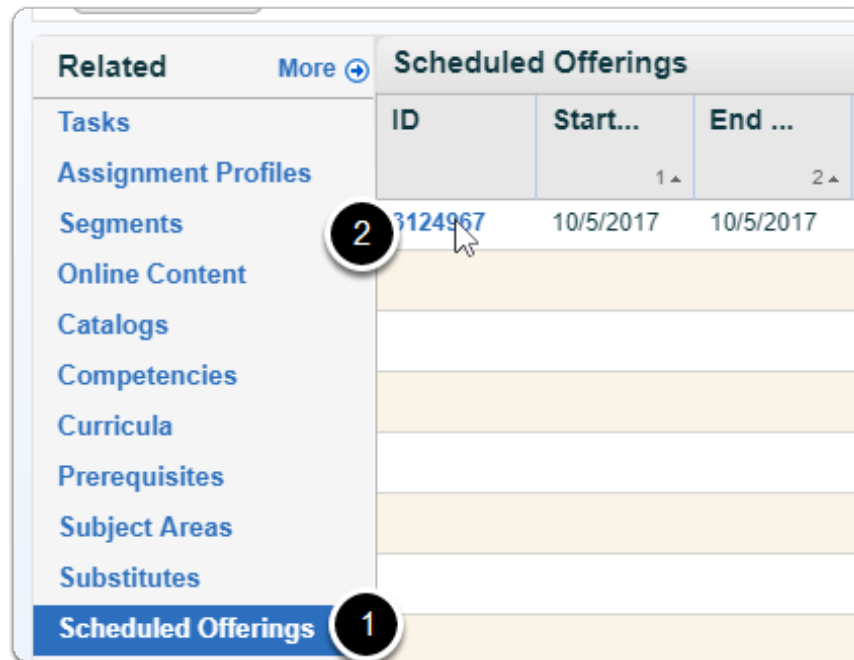 Related More
Tasks
Assignment Profiles
Segments
Online Content
Catalogs
Competencies
Curricula
Prerequisites
Subject Areas
Substitutes
Scheduled Offerings 1
Scheduled Offerings
ID Start... End ...
1 2
2 3124967 10/5/2017 10/5/2017